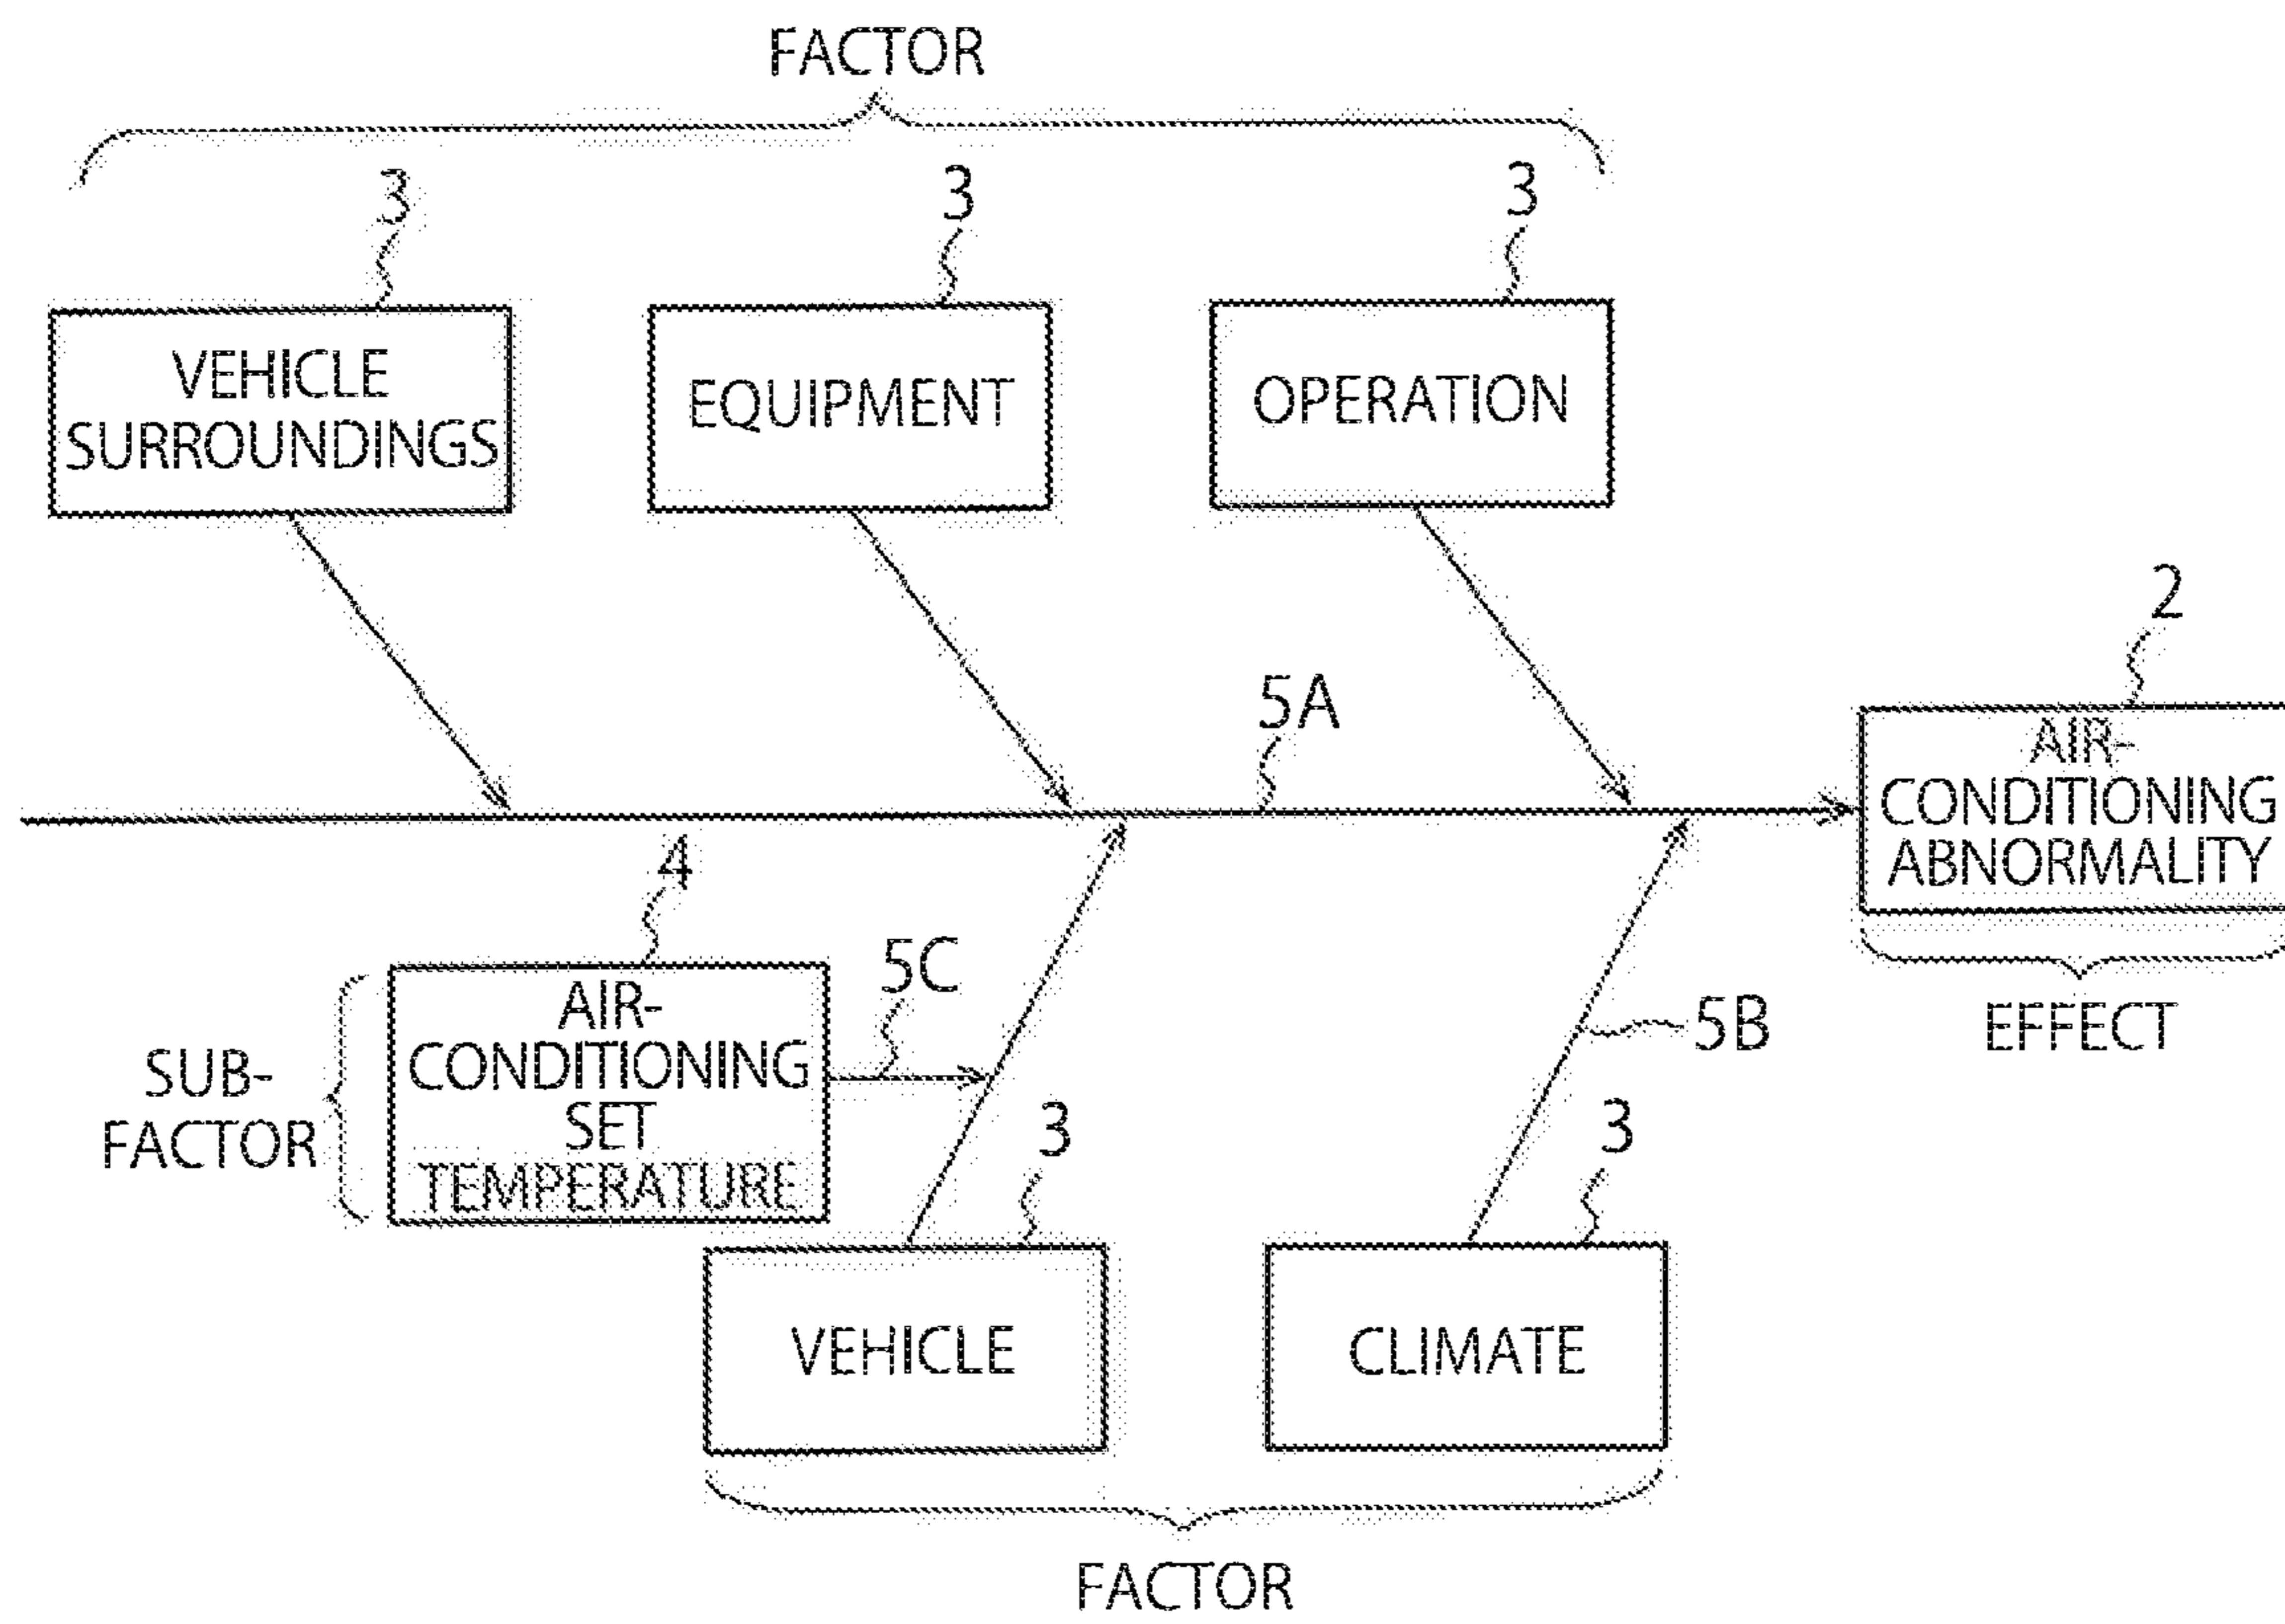 FACTOR
3
3
3
VEHICLE
SURROUNDINGS
EQUIPMENT
OPERATION
2
5A
AIR-
CONDITIONING
ABNORMALITY
EFFECT
4
5C
5B
SUB-
FACTOR
AIR-
CONDITIONING
SET
TEMPERATURE
3
3
VEHICLE
CLIMATE
FACTOR